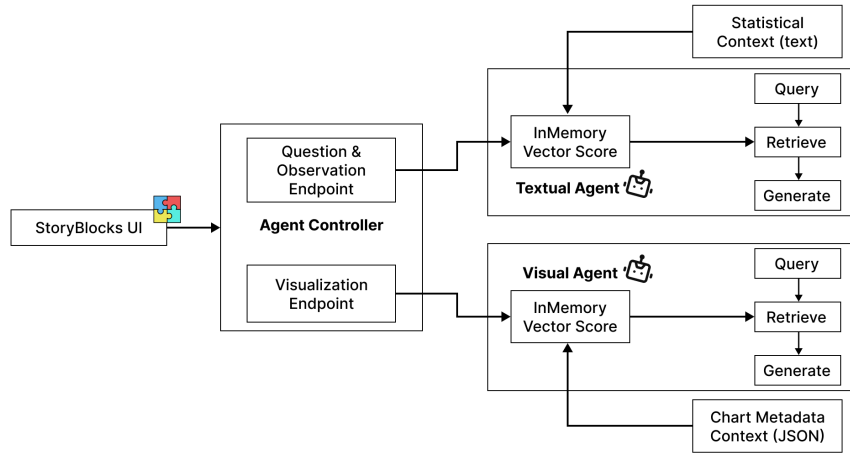 StoryBlocks UI
Question &
Observation
Endpoint
Agent Controller
Visualization
Endpoint
Statistical
Context (text)
InMemory
Vector Score
Textual Agent
Query
Retrieve
Generate
Visual Agent
InMemory
Vector Score
Query
Retrieve
Generate
Chart Metadata
Context (JSON)